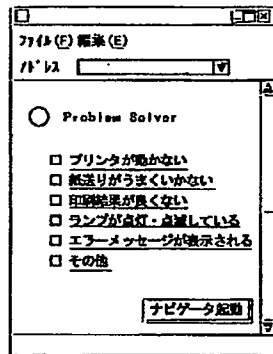 ファイル(F) 編集(E)
アドレス
Problem Solver
プリンタが動かない
紙送りがうまくいかない
印刷結果が良くない
ランプが点灯・点滅している
エラーメッセージが表示される
その他
ナビゲータ起動